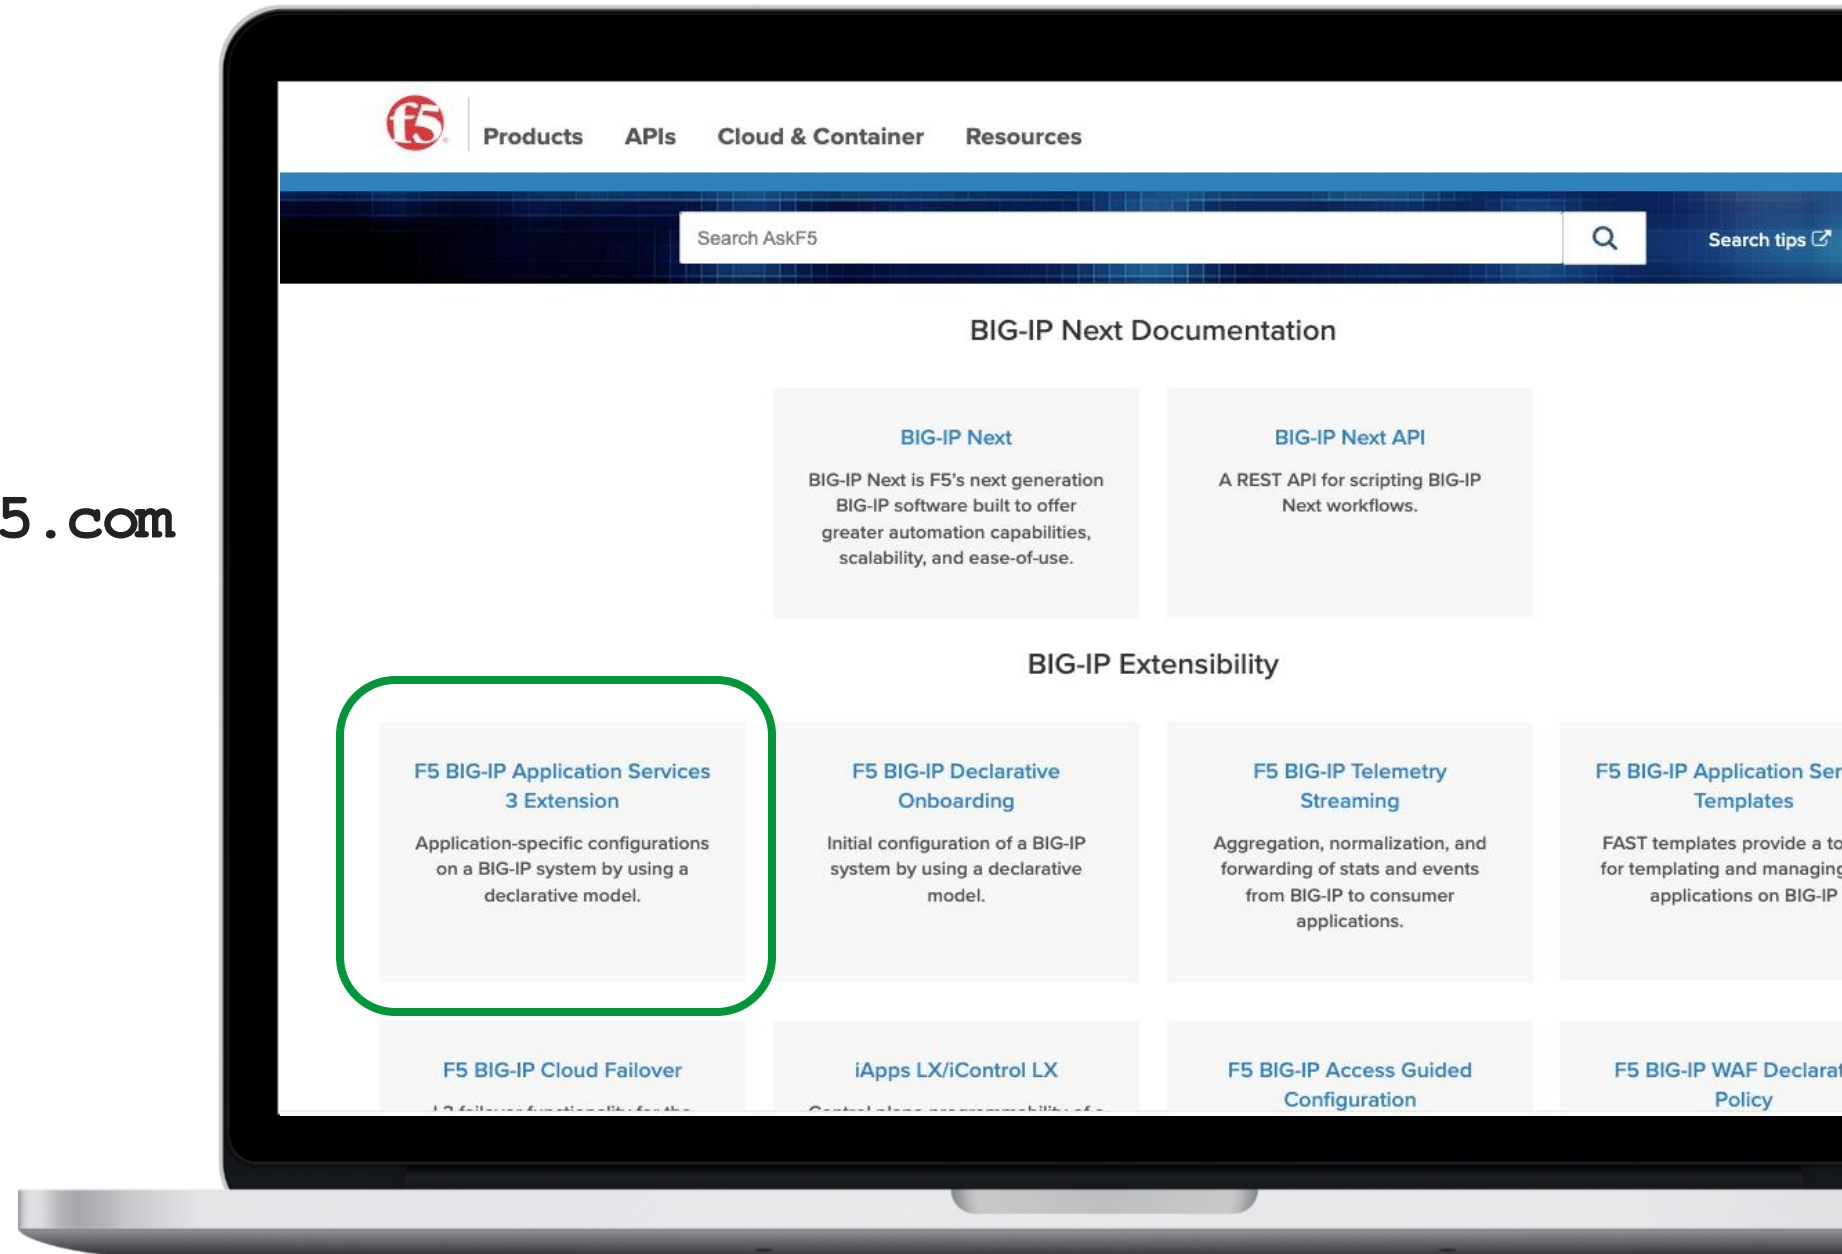 f5
Products APIs Cloud & Container Resources
Search AskF5
Search tips
5.com
BIG-IP Next Documentation
BIG-IP Next
BIG-IP Next is F5's next generation
BIG-IP software built to offer
greater automation capabilities,
scalability, and ease-of-use.
BIG-IP Next API
A REST API for scripting BIG-IP
Next workflows.
BIG-IP Extensibility
F5 BIG-IP Application Services
3 Extension
Application-specific configurations
on a BIG-IP system by using a
declarative model.
F5 BIG-IP Declarative
Onboarding
Initial configuration of a BIG-IP
system by using a declarative
model.
F5 BIG-IP Telemetry
Streaming
Aggregation, normalization, and
forwarding of stats and events
from BIG-IP to consumer
applications.
F5 BIG-IP Application Ser
Templates
FAST templates provide a to
for templating and managing
applications on BIG-IP
F5 BIG-IP Cloud Failover
iApps LX/iControl LX
F5 BIG-IP Access Guided
Configuration
F5 BIG-IP WAF Declarat
Policy